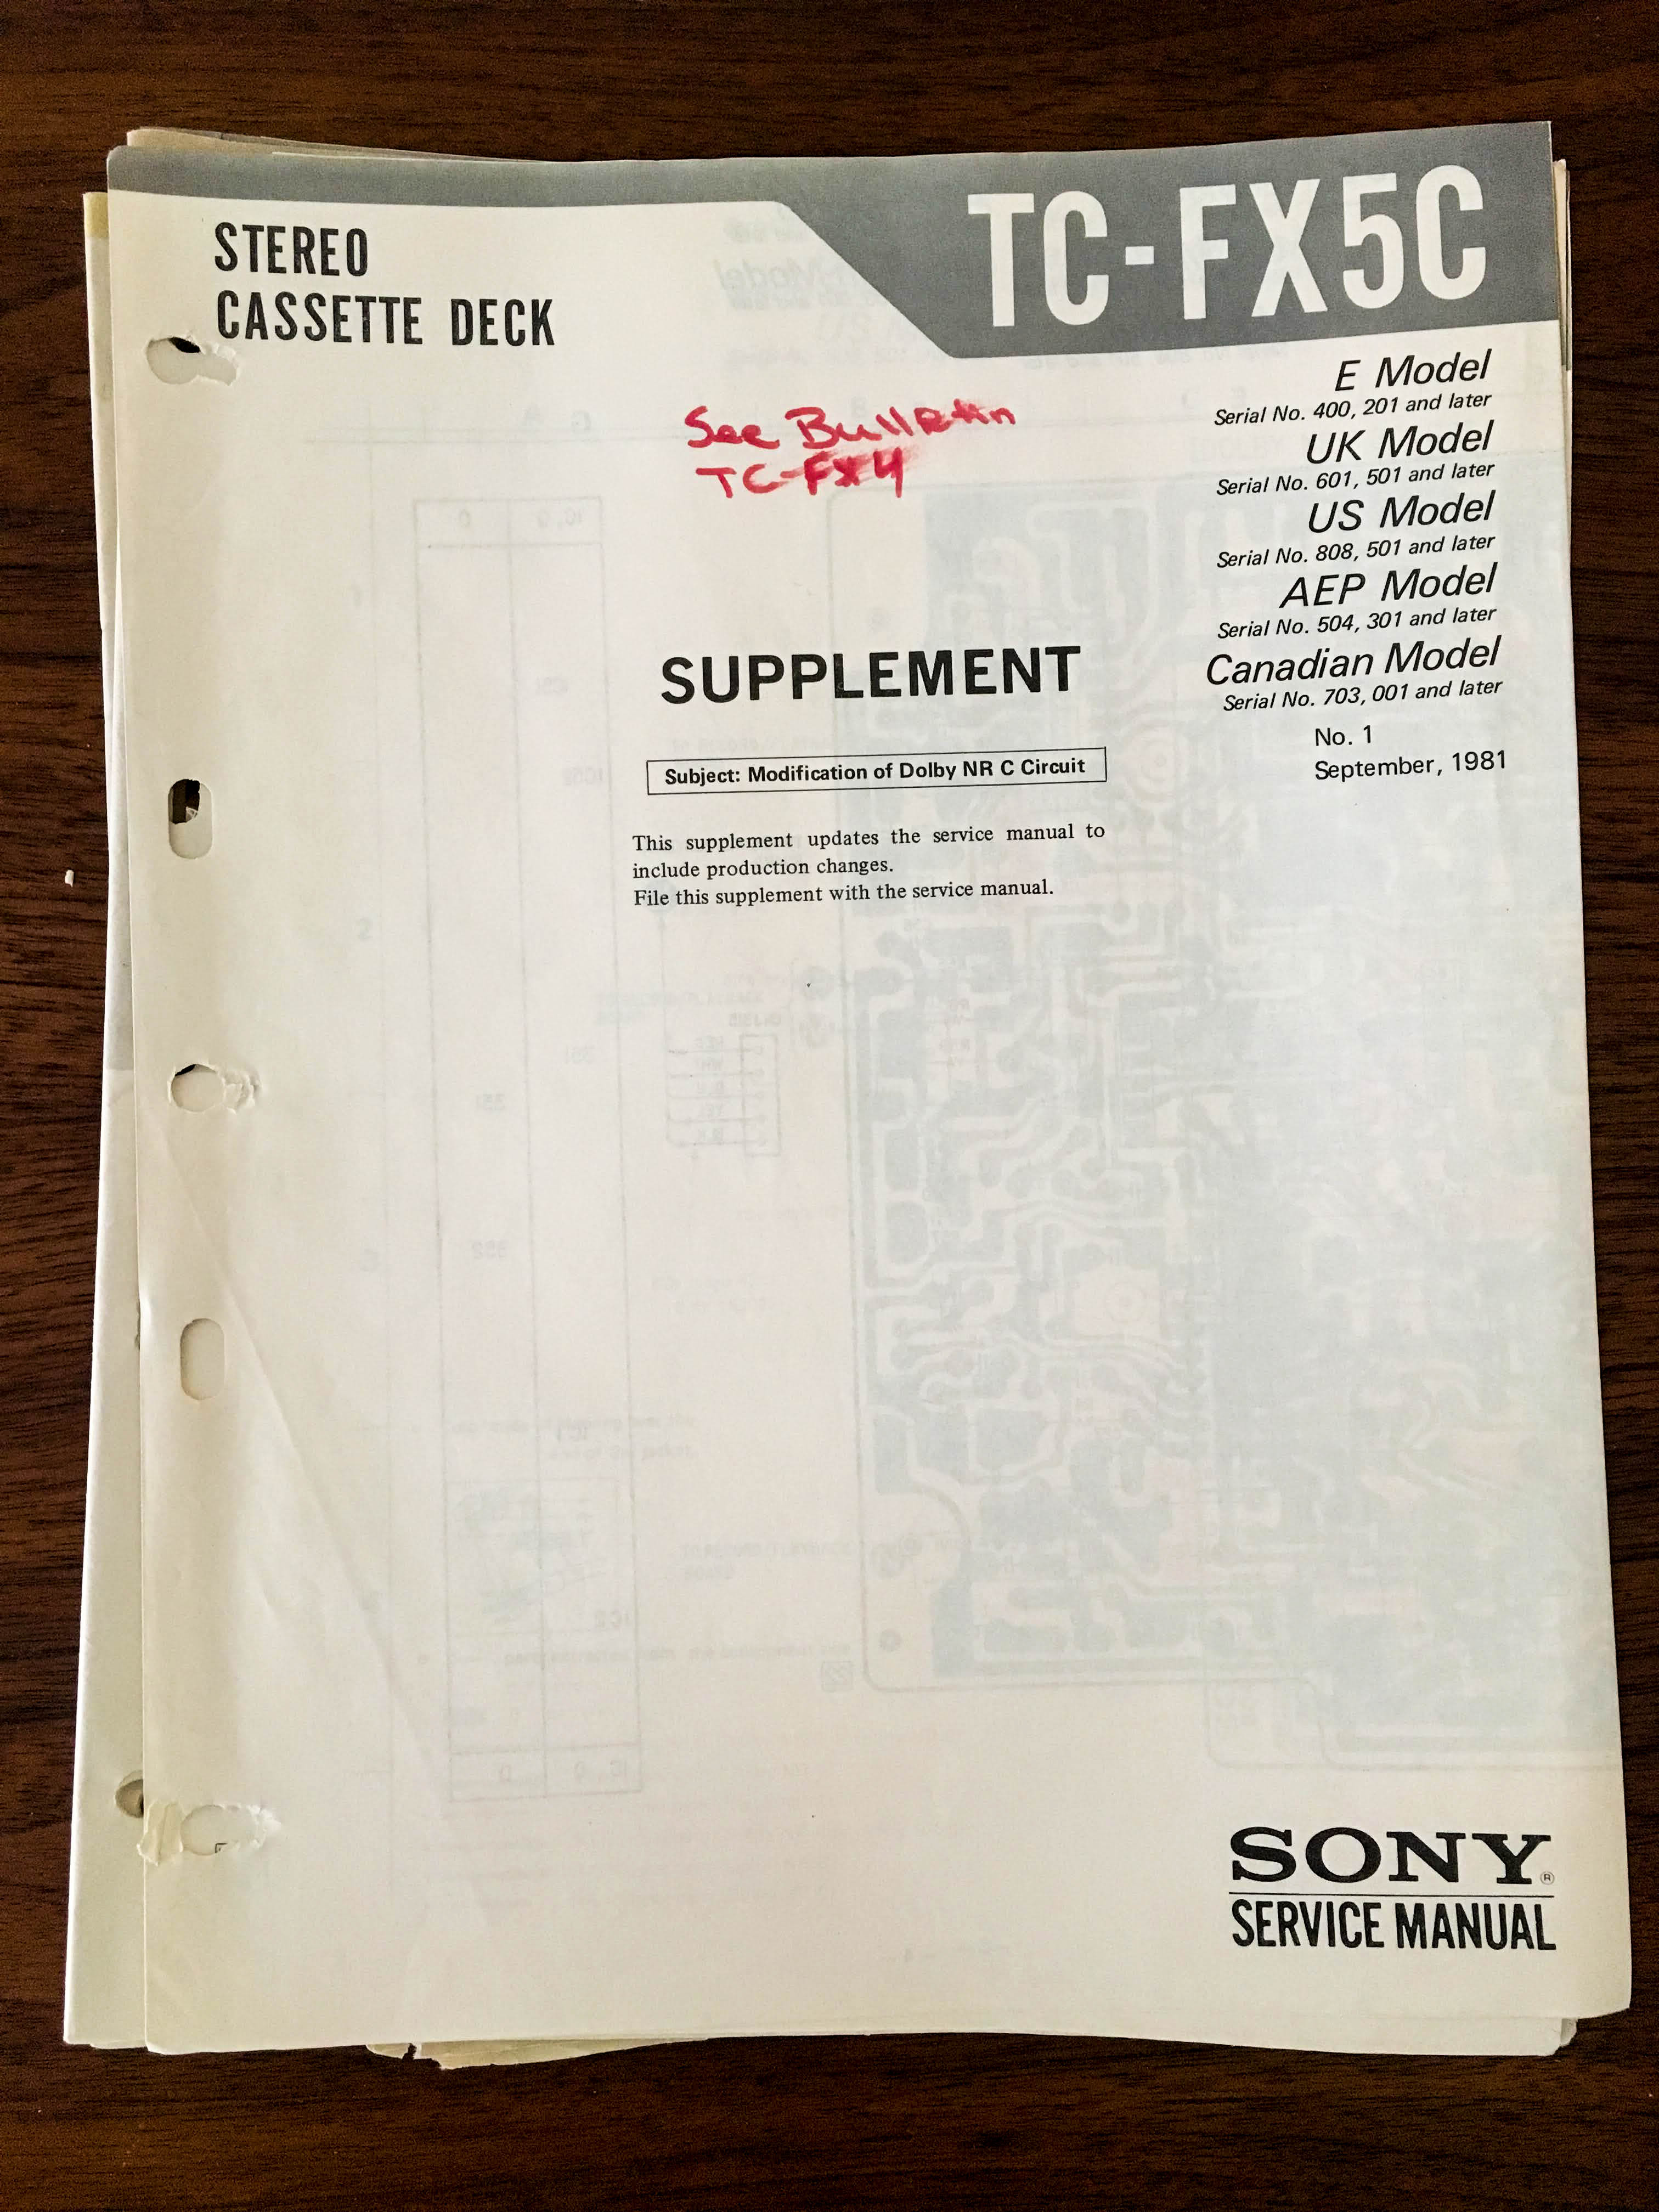 STEREO
CASSETTE DECK
TC-FX5C
See Bulletin
TC-FX4
E Model
Serial No. 400, 201 and later
UK Model
Serial No. 601, 501 and later
US Model
Serial No. 808, 501 and later
AEP Model
Serial No. 504, 301 and later
Canadian Model
Serial No. 703, 001 and later
No. 1
September, 1981
SUPPLEMENT
Subject: Modification of Dolby NR C Circuit
This supplement updates the service manual to
include production changes.
File this supplement with the service manual.
SONY®
SERVICE MANUAL